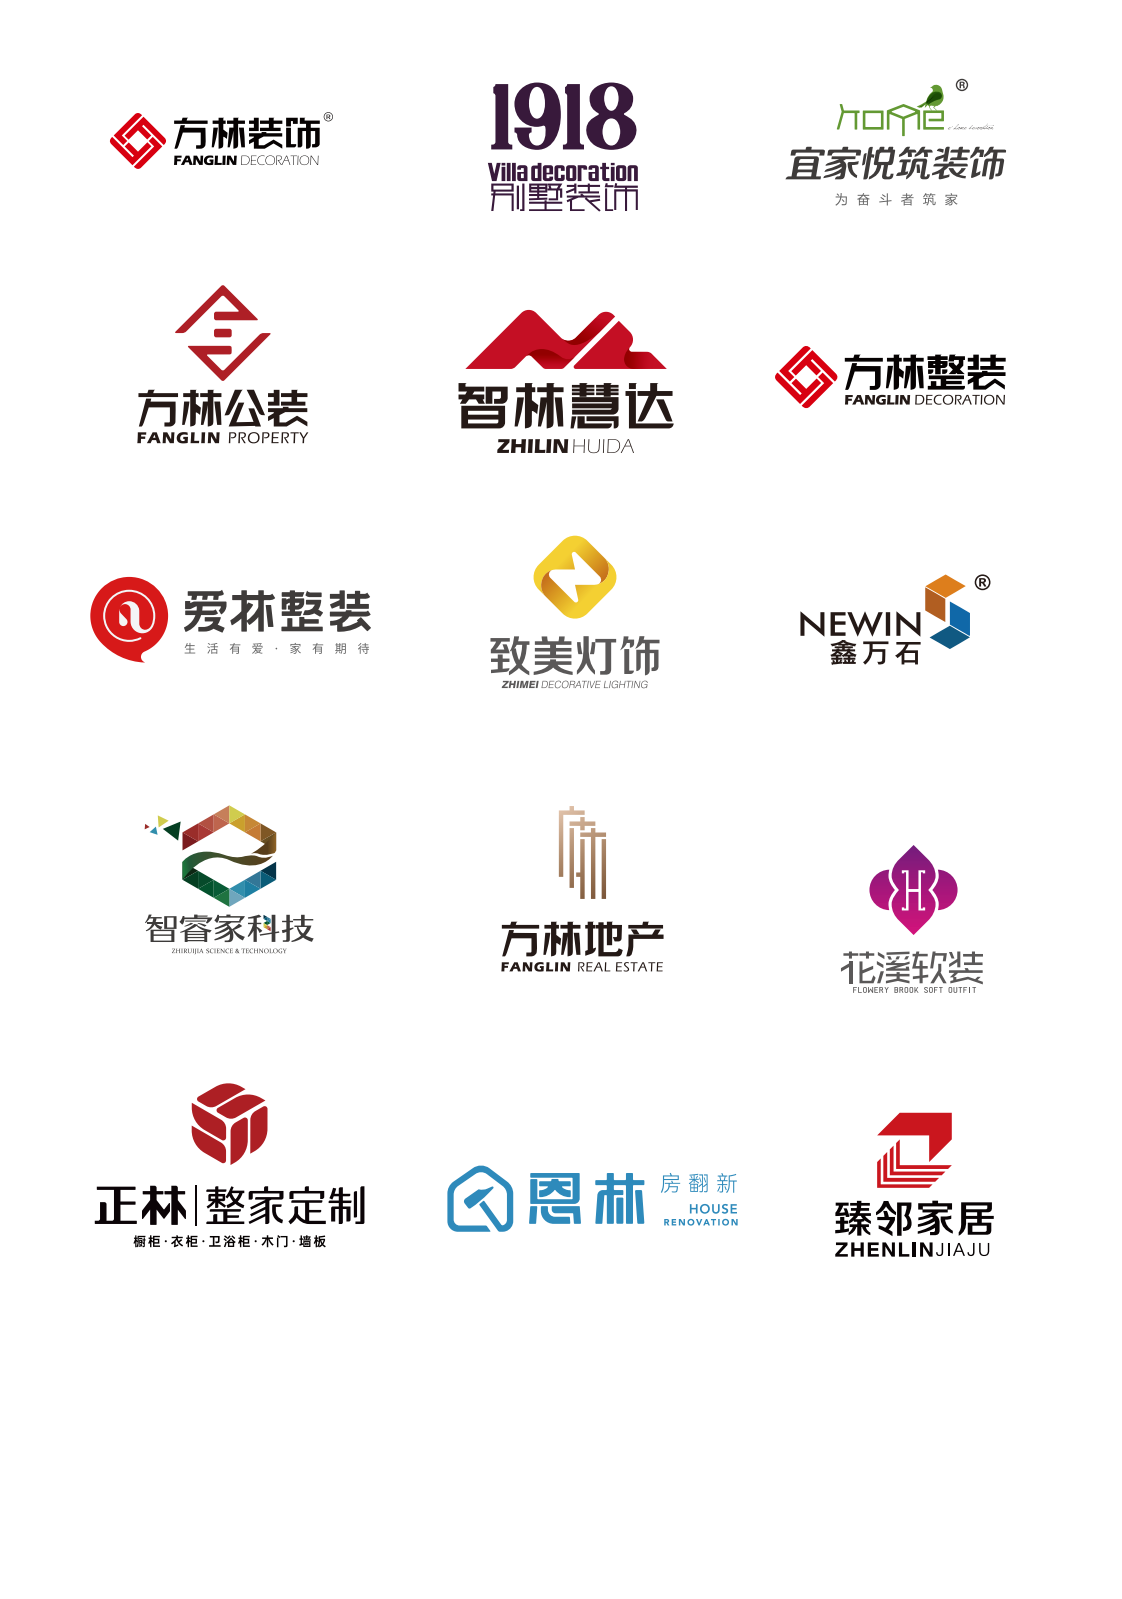 方林装饰®
FANGLIN DECORATION
1918
Villa decoration
别墅装饰
home®
宜家悦筑装饰
为奋斗者筑家
方林公装
FANGLIN PROPERTY
智林慧达
ZHILIN HUIDA
方林整装
FANGLIN DECORATION
爱林整装
生活有爱·家有期待
致美灯饰
ZHIMEI DECORATIVE LIGHTING
NEWIN®
鑫万石
智睿家科技
ZHIRUIJIA SCIENCE & TECHNOLOGY
方林地产
FANGLIN REAL ESTATE
H
花溪软装
FLOWERY BROOK SOFT OUTFIT
正林|整家定制
橱柜·衣柜·卫浴柜·木门·墙板
恩林
房翻新
HOUSE
RENOVATION
臻邻家居
ZHENLIN JIAJU